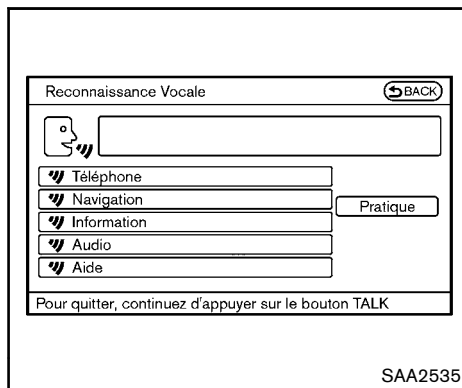 Reconnaissance Vocale
BACK
Téléphone
Navigation
Pratique
Information
Audio
Aide
Pour quitter, continuez d'appuyer sur le bouton TALK
SAA2535